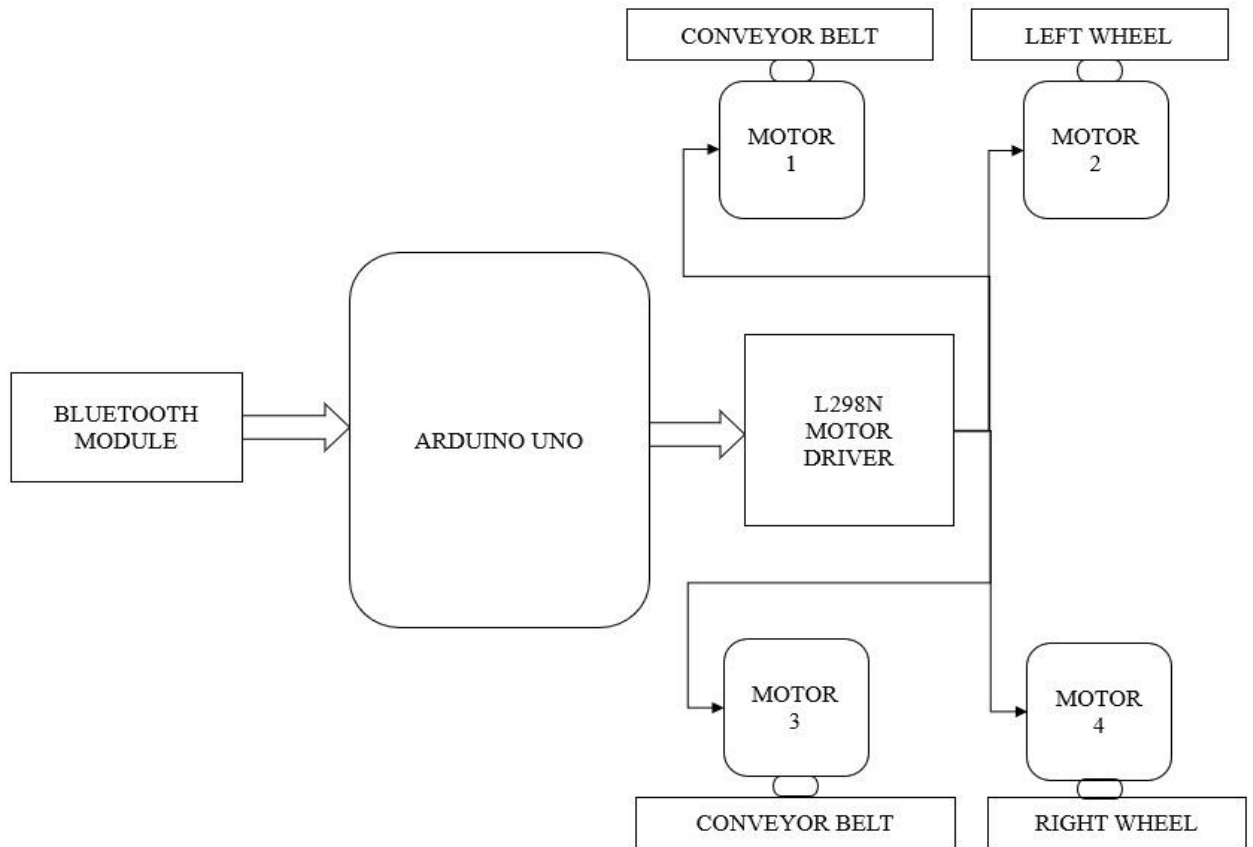 CONVEYOR BELT
LEFT WHEEL
MOTOR
1
MOTOR
2
BLUETOOTH
MODULE
ARDUINO UNO
L298N
MOTOR
DRIVER
MOTOR
3
MOTOR
4
CONVEYOR BELT
RIGHT WHEEL